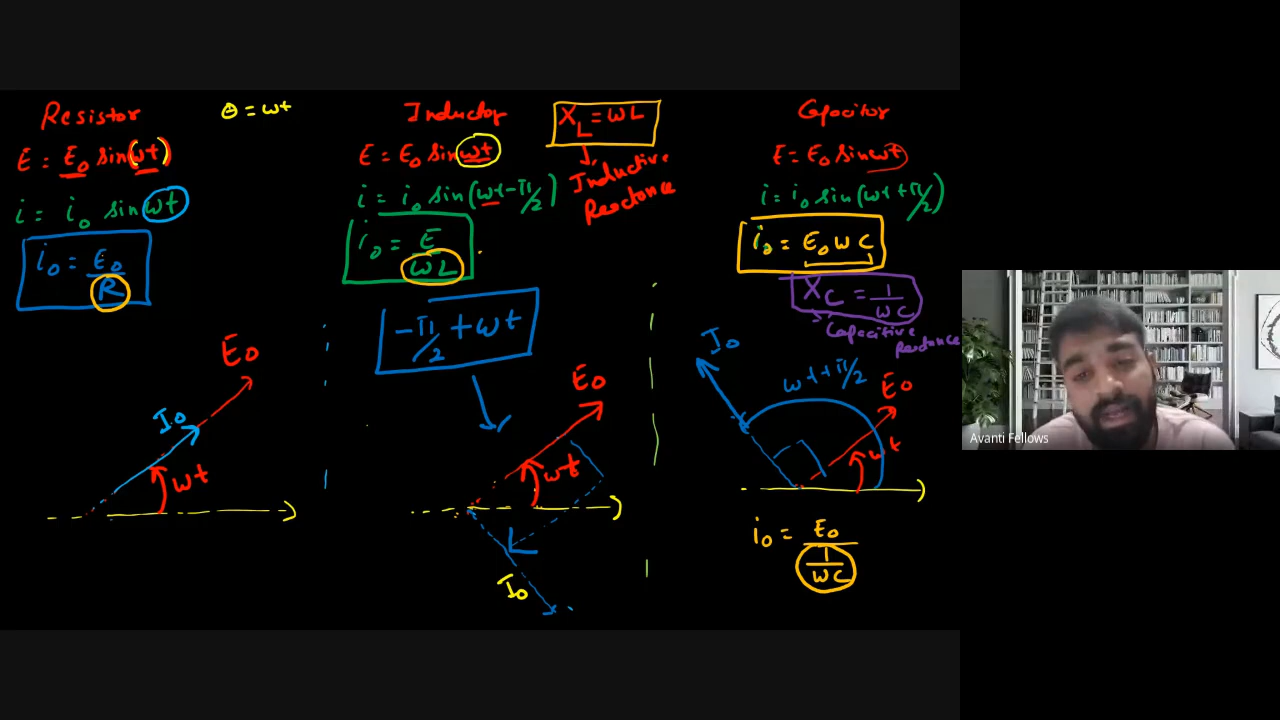 Resistor
θ = ωt
E = E₀ sin(ωt)
i = i₀ sin ωt
i₀ = E₀/R
E₀
I₀
ωt
Inductor
X_L = ωL
Inductive
Reactance
E = E₀ sin ωt
i = i₀ sin(ωt - π/2)
i₀ = E/ωL
-π/2 + ωt
E₀
ωt
I₀
Capacitor
E = E₀ sin ωt
i = i₀ sin(ωt + π/2)
i₀ = E₀ ω C
X_C = 1/ωC
Capacitive
Reactance
I₀
ωt + π/2
E₀
ωt
i₀ = E₀/(1/ωC)
Avanti Fellows